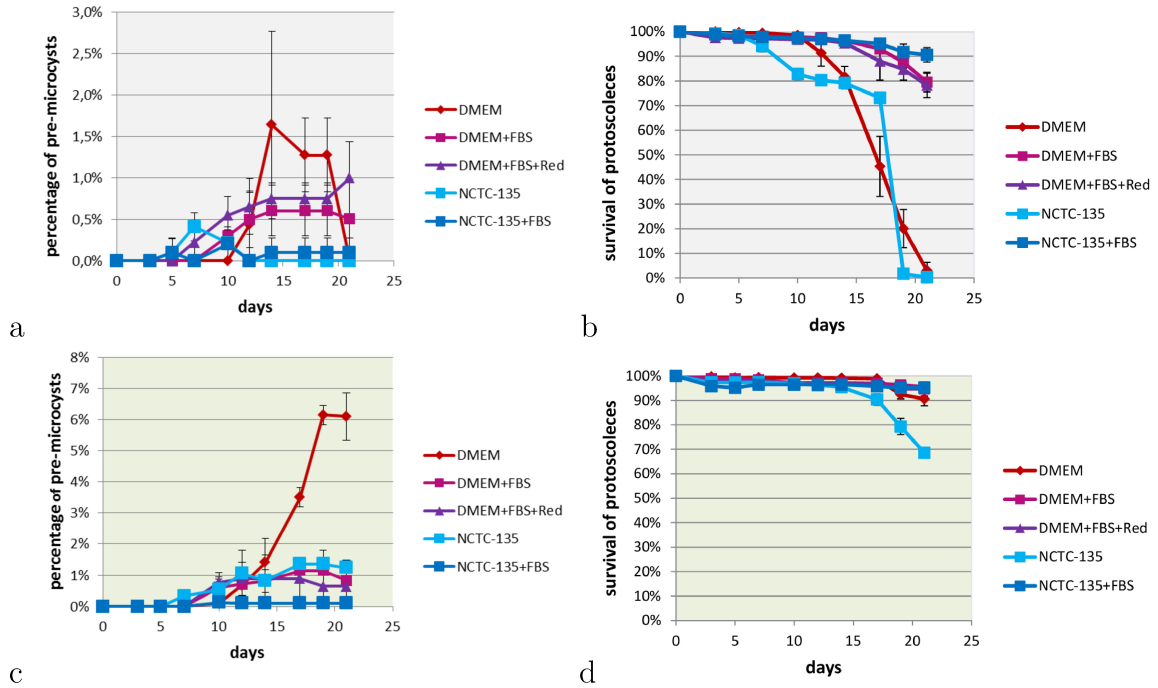 percentage of pre-microcysts
3,0%
2,5%
2,0%
1,5%
1,0%
0,5%
0,0%
0 5 10 15 20 25
days
DMEM
DMEM+FBS
DMEM+FBS+Red
NCTC-135
NCTC-135+FBS
a
survival of protoscoleces
100%
90%
80%
70%
60%
50%
40%
30%
20%
10%
0%
0 5 10 15 20 25
days
DMEM
DMEM+FBS
DMEM+FBS+Red
NCTC-135
NCTC-135+FBS
b
percentage of pre-microcysts
8%
7%
6%
5%
4%
3%
2%
1%
0%
0 5 10 15 20 25
days
DMEM
DMEM+FBS
DMEM+FBS+Red
NCTC-135
NCTC-135+FBS
c
survival of protoscoleces
100%
90%
80%
70%
60%
50%
40%
30%
20%
10%
0%
0 5 10 15 20 25
days
DMEM
DMEM+FBS
DMEM+FBS+Red
NCTC-135
NCTC-135+FBS
d